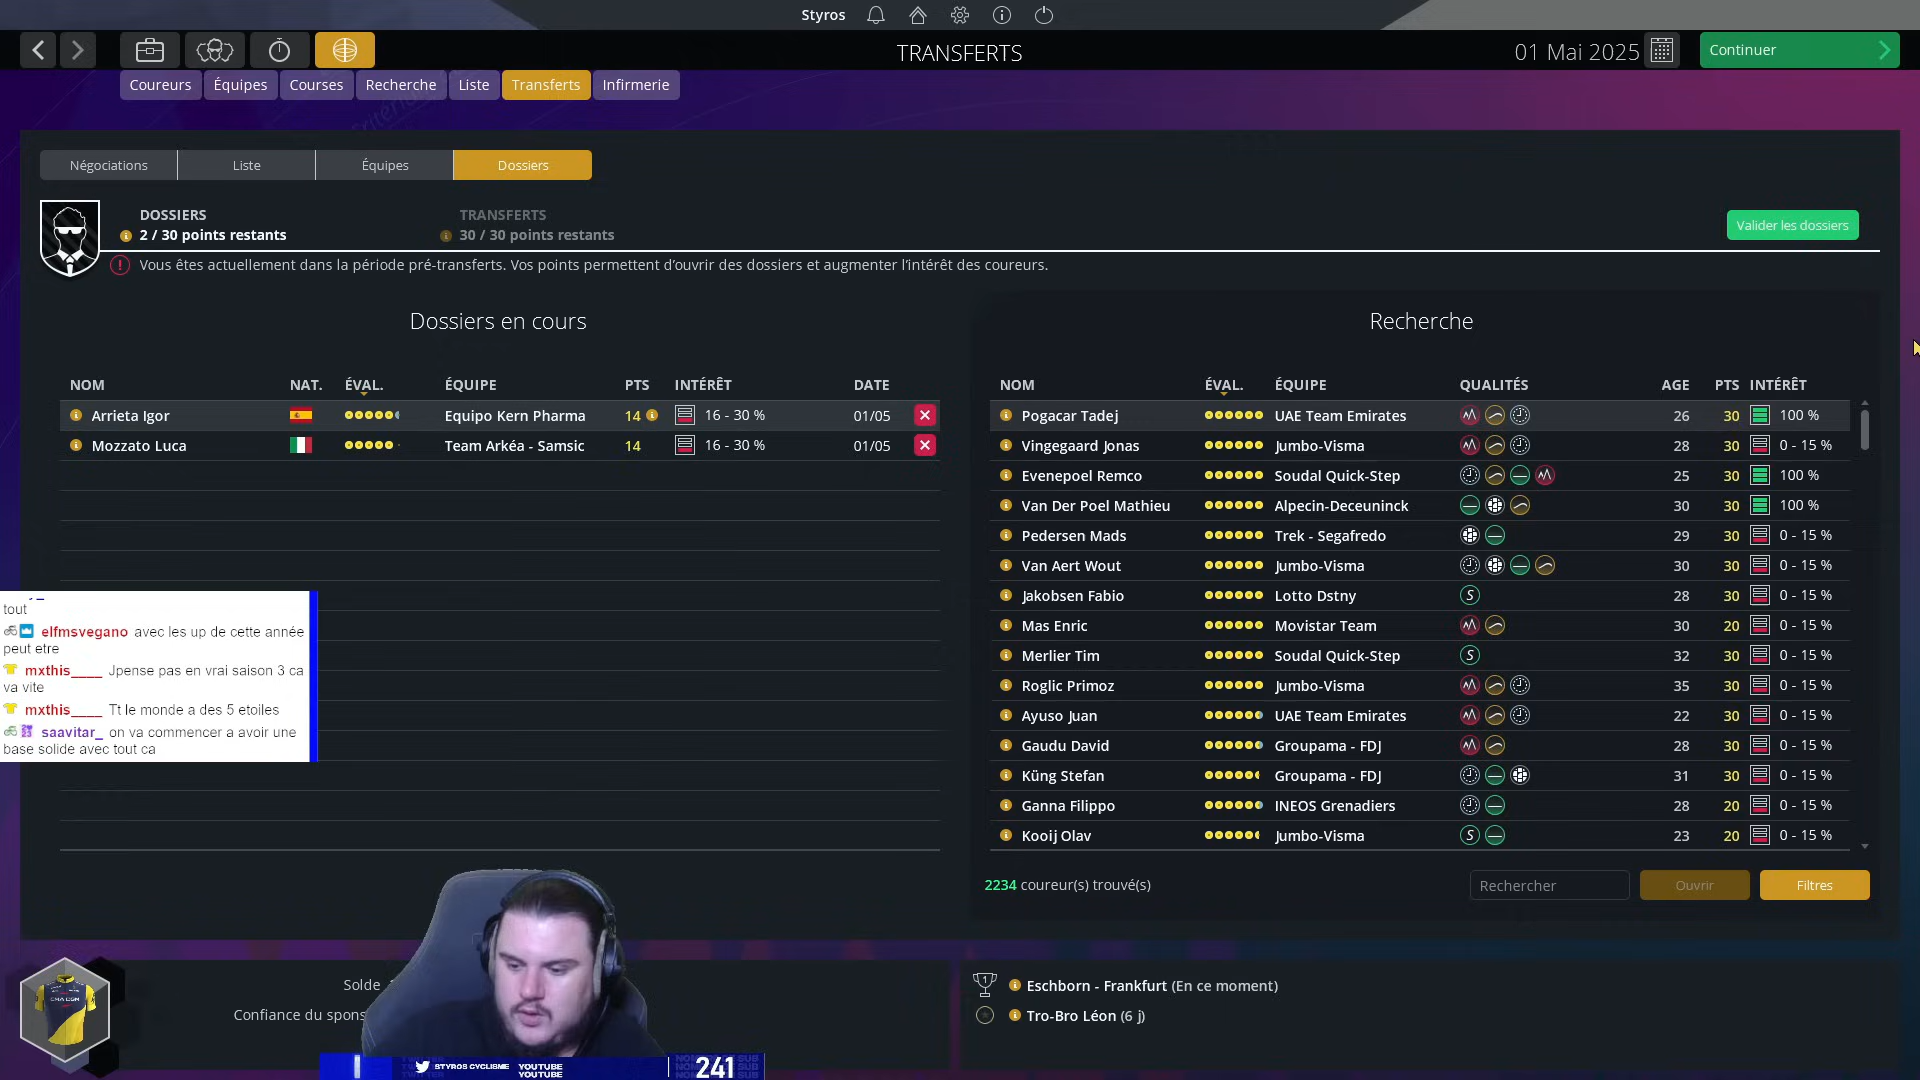 Styros
TRANSFERTS
01 Mai 2025
Continuer
Coureurs
Équipes
Courses
Recherche
Liste
Transferts
Infirmerie
Négociations
Liste
Équipes
Dossiers
DOSSIERS
2 / 30 points restants
TRANSFERTS
30 / 30 points restants
Valider les dossiers
Vous êtes actuellement dans la période pré-transferts. Vos points permettent d'ouvrir des dossiers et augmenter l'intérêt des coureurs.
Dossiers en cours
NOM NAT. ÉVAL. ÉQUIPE PTS INTÉRÊT DATE
Arrieta Igor Equipo Kern Pharma 14 16 - 30 % 01/05
Mozzato Luca Team Arkéa - Samsic 14 16 - 30 % 01/05
Recherche
NOM ÉVAL. ÉQUIPE QUALITÉS AGE PTS INTÉRÊT
Pogacar Tadej UAE Team Emirates 26 30 100 %
Vingegaard Jonas Jumbo-Visma 28 30 0 - 15 %
Evenepoel Remco Soudal Quick-Step 25 30 100 %
Van Der Poel Mathieu Alpecin-Deceuninck 30 30 100 %
Pedersen Mads Trek - Segafredo 29 30 0 - 15 %
Van Aert Wout Jumbo-Visma 30 30 0 - 15 %
Jakobsen Fabio Lotto Dstny S 28 30 0 - 15 %
Mas Enric Movistar Team 30 20 0 - 15 %
Merlier Tim Soudal Quick-Step S 32 30 0 - 15 %
Roglic Primoz Jumbo-Visma 35 30 0 - 15 %
Ayuso Juan UAE Team Emirates 22 30 0 - 15 %
Gaudu David Groupama - FDJ 28 30 0 - 15 %
Küng Stefan Groupama - FDJ 31 30 0 - 15 %
Ganna Filippo INEOS Grenadiers 28 20 0 - 15 %
Kooij Olav Jumbo-Visma S 23 20 0 - 15 %
2234 coureur(s) trouvé(s)
Rechercher
Ouvrir
Filtres
tout
elfmsvegano avec les up de cette année
peut etre
mxthis____ Jpense pas en vrai saison 3 ca
va vite
mxthis____ Tt le monde a des 5 etoiles
saavitar_ on va commencer a avoir une
base solide avec tout ca
Solde
Confiance du spons
CMA CGM
Eschborn - Frankfurt (En ce moment)
Tro-Bro Léon (6 j)
STYROS CYCLISME
YOUTUBE
YOUTUBE
241